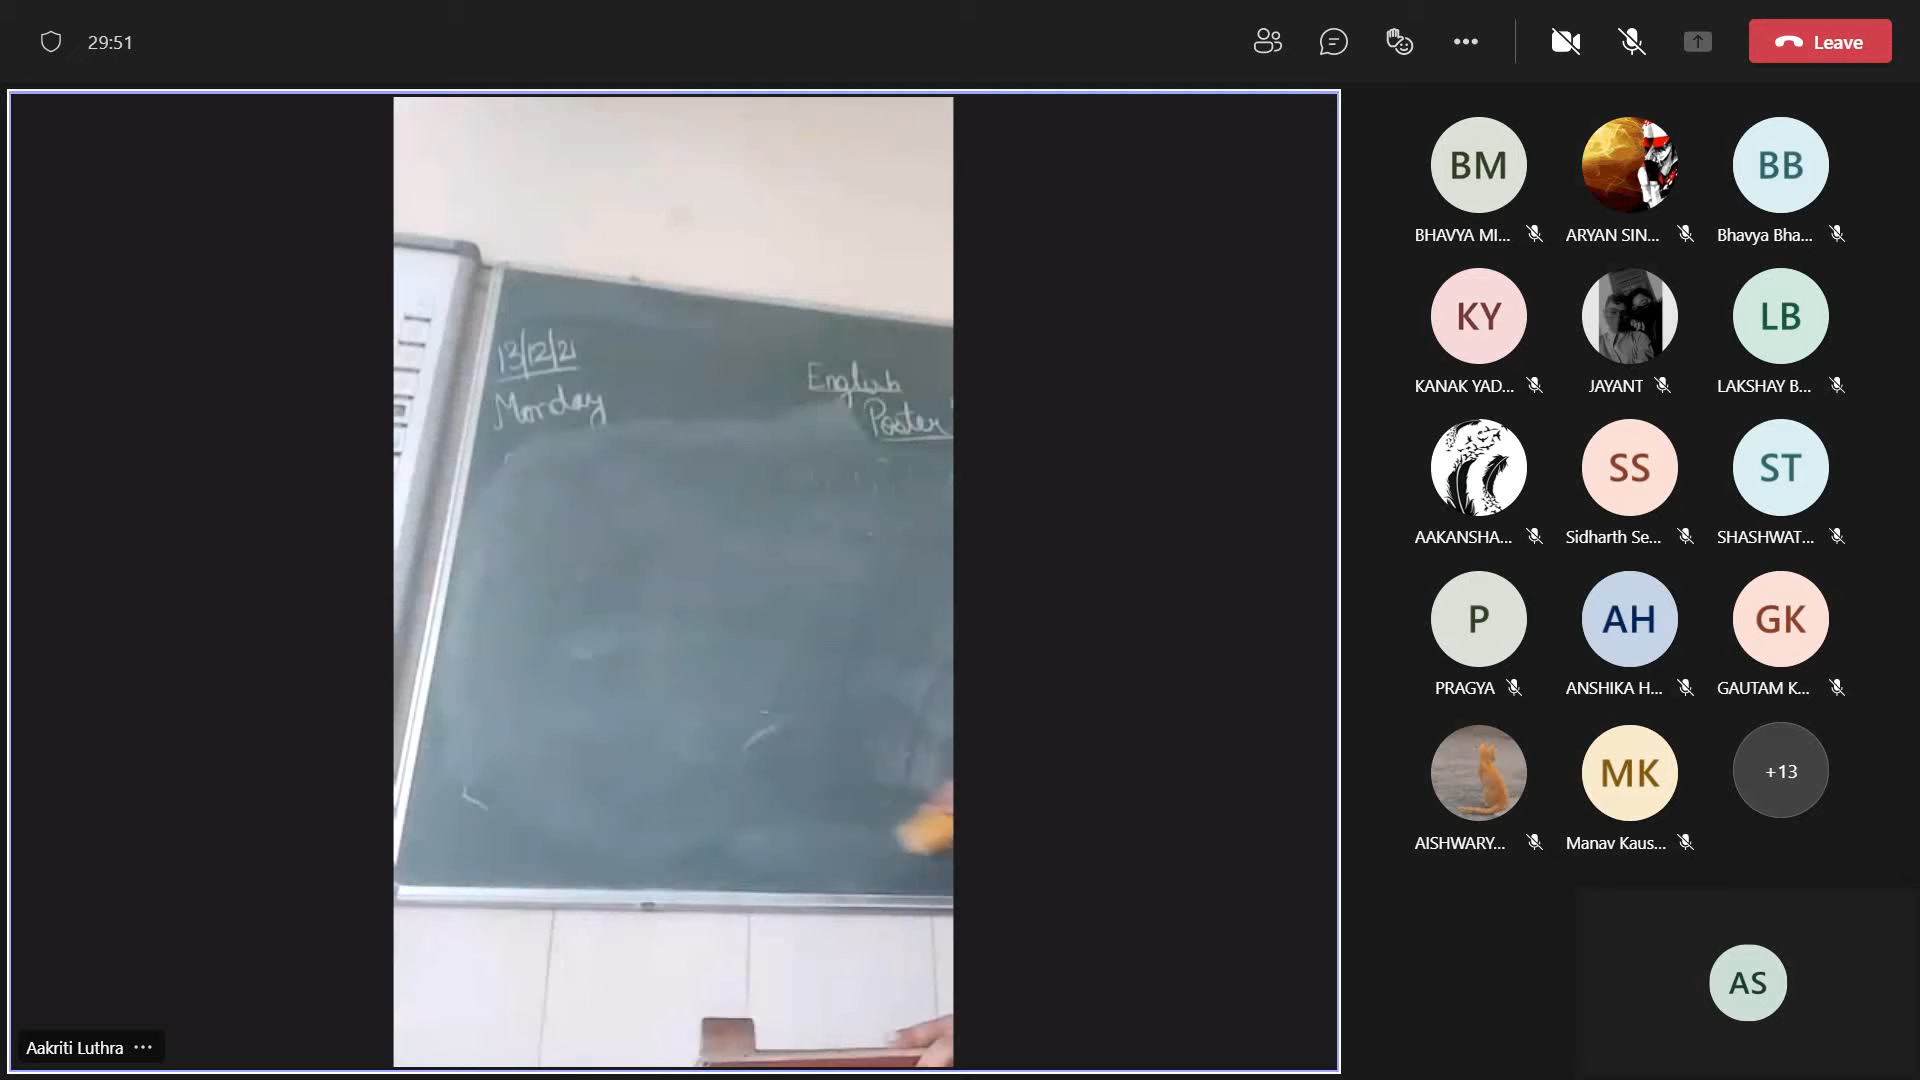 29:51
Leave
13/12/21
Monday
English
Poster
Aakriti Luthra
BM
BHAVYA MI...
ARYAN SIN...
BB
Bhavya Bha...
KY
KANAK YAD...
JAYANT
LB
LAKSHAY B...
AAKANSHA...
SS
Sidharth Se...
ST
SHASHWAT...
P
PRAGYA
AH
ANSHIKA H...
GK
GAUTAM K...
AISHWARY...
MK
Manav Kaus...
+13
AS